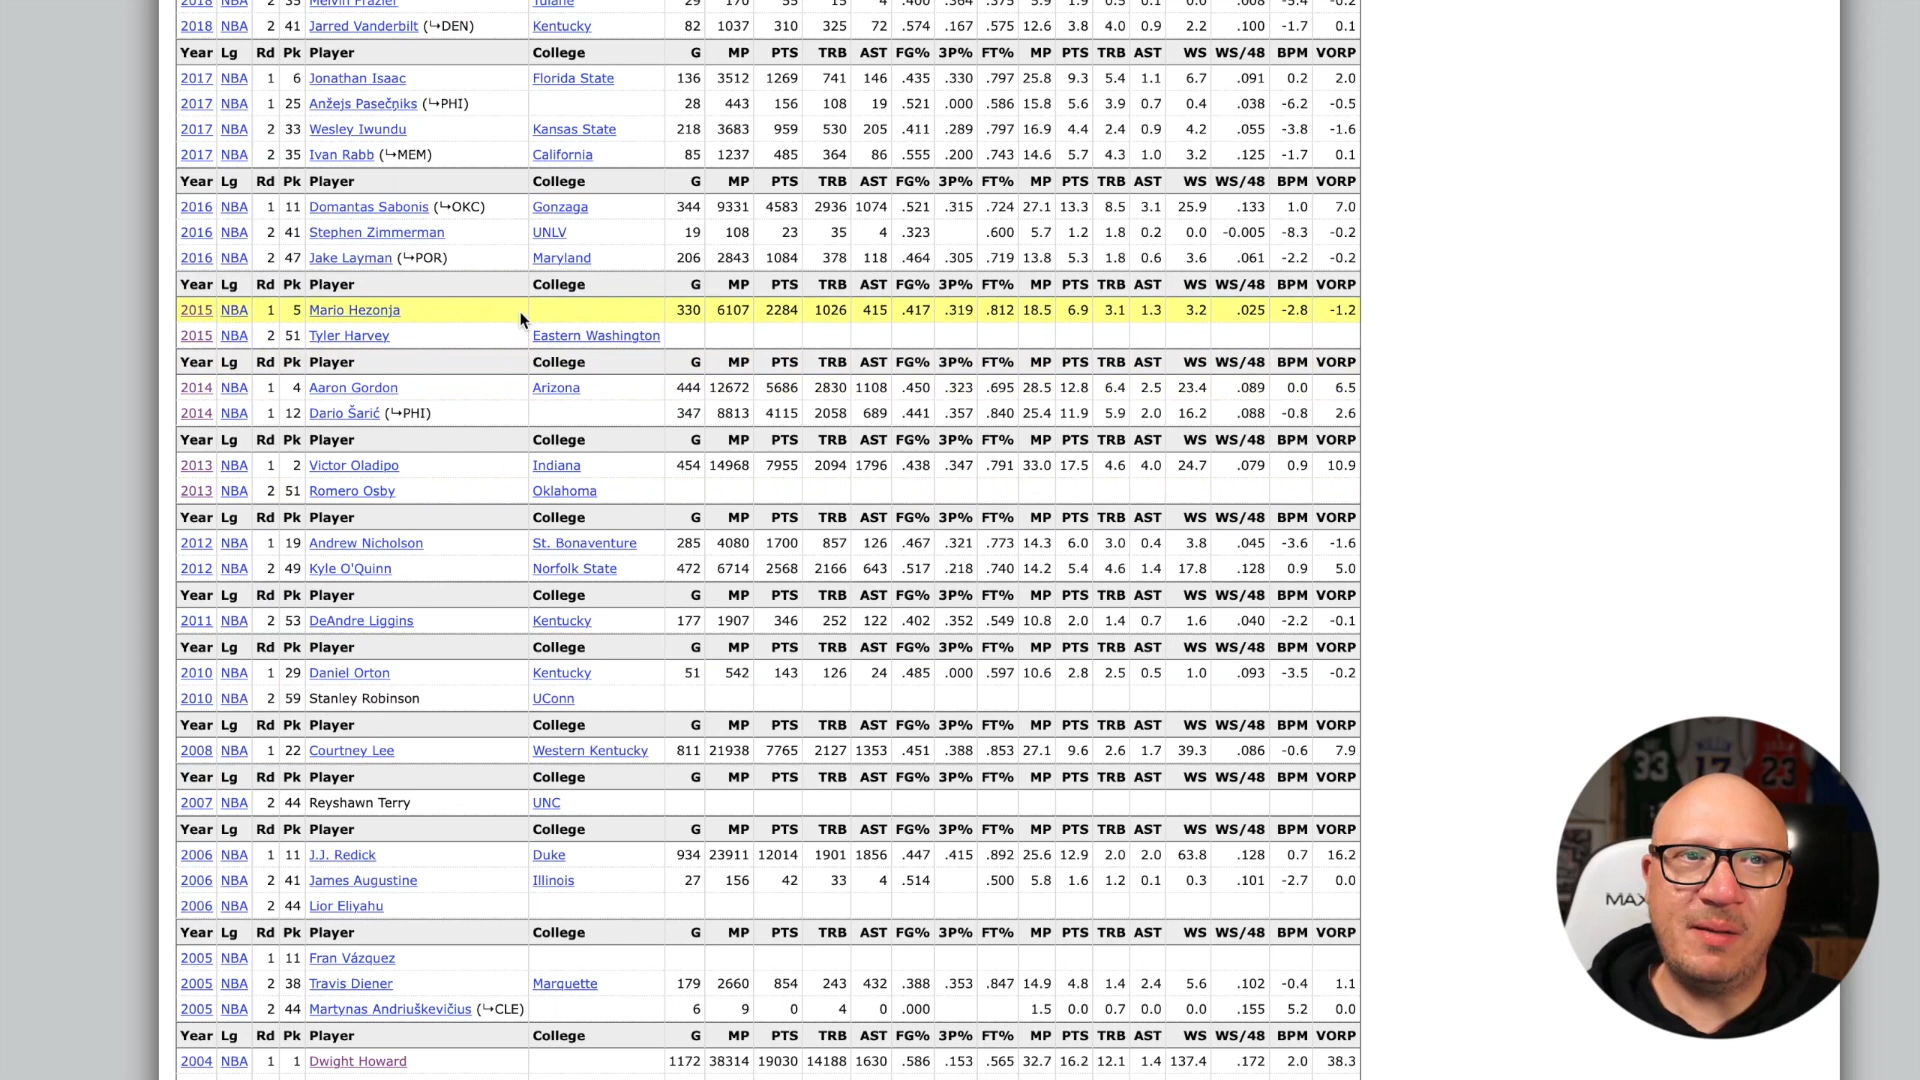 2018 NBA 2 35 Melvin Frazier Tulane 29 170 55 15 4 .400 .364 .375 5.9 1.9 0.5 0.1 0.0 .008 -5.4 -0.2
2018 NBA 2 41 Jarred Vanderbilt (↪DEN) Kentucky 82 1037 310 325 72 .574 .167 .575 12.6 3.8 4.0 0.9 2.2 .100 -1.7 0.1
Year Lg Rd Pk Player College G MP PTS TRB AST FG% 3P% FT% MP PTS TRB AST WS WS/48 BPM VORP
2017 NBA 1 6 Jonathan Isaac Florida State 136 3512 1269 741 146 .435 .330 .797 25.8 9.3 5.4 1.1 6.7 .091 0.2 2.0
2017 NBA 1 25 Anžejs Pasečņiks (↪PHI) 28 443 156 108 19 .521 .000 .586 15.8 5.6 3.9 0.7 0.4 .038 -6.2 -0.5
2017 NBA 2 33 Wesley Iwundu Kansas State 218 3683 959 530 205 .411 .289 .797 16.9 4.4 2.4 0.9 4.2 .055 -3.8 -1.6
2017 NBA 2 35 Ivan Rabb (↪MEM) California 85 1237 485 364 86 .555 .200 .743 14.6 5.7 4.3 1.0 3.2 .125 -1.7 0.1
Year Lg Rd Pk Player College G MP PTS TRB AST FG% 3P% FT% MP PTS TRB AST WS WS/48 BPM VORP
2016 NBA 1 11 Domantas Sabonis (↪OKC) Gonzaga 344 9331 4583 2936 1074 .521 .315 .724 27.1 13.3 8.5 3.1 25.9 .133 1.0 7.0
2016 NBA 2 41 Stephen Zimmerman UNLV 19 108 23 35 4 .323 .600 5.7 1.2 1.8 0.2 0.0 -0.005 -8.3 -0.2
2016 NBA 2 47 Jake Layman (↪POR) Maryland 206 2843 1084 378 118 .464 .305 .719 13.8 5.3 1.8 0.6 3.6 .061 -2.2 -0.2
Year Lg Rd Pk Player College G MP PTS TRB AST FG% 3P% FT% MP PTS TRB AST WS WS/48 BPM VORP
2015 NBA 1 5 Mario Hezonja 330 6107 2284 1026 415 .417 .319 .812 18.5 6.9 3.1 1.3 3.2 .025 -2.8 -1.2
2015 NBA 2 51 Tyler Harvey Eastern Washington
Year Lg Rd Pk Player College G MP PTS TRB AST FG% 3P% FT% MP PTS TRB AST WS WS/48 BPM VORP
2014 NBA 1 4 Aaron Gordon Arizona 444 12672 5686 2830 1108 .450 .323 .695 28.5 12.8 6.4 2.5 23.4 .089 0.0 6.5
2014 NBA 1 12 Dario Šarić (↪PHI) 347 8813 4115 2058 689 .441 .357 .840 25.4 11.9 5.9 2.0 16.2 .088 -0.8 2.6
Year Lg Rd Pk Player College G MP PTS TRB AST FG% 3P% FT% MP PTS TRB AST WS WS/48 BPM VORP
2013 NBA 1 2 Victor Oladipo Indiana 454 14968 7955 2094 1796 .438 .347 .791 33.0 17.5 4.6 4.0 24.7 .079 0.9 10.9
2013 NBA 2 51 Romero Osby Oklahoma
Year Lg Rd Pk Player College G MP PTS TRB AST FG% 3P% FT% MP PTS TRB AST WS WS/48 BPM VORP
2012 NBA 1 19 Andrew Nicholson St. Bonaventure 285 4080 1700 857 126 .467 .321 .773 14.3 6.0 3.0 0.4 3.8 .045 -3.6 -1.6
2012 NBA 2 49 Kyle O'Quinn Norfolk State 472 6714 2568 2166 643 .517 .218 .740 14.2 5.4 4.6 1.4 17.8 .128 0.9 5.0
Year Lg Rd Pk Player College G MP PTS TRB AST FG% 3P% FT% MP PTS TRB AST WS WS/48 BPM VORP
2011 NBA 2 53 DeAndre Liggins Kentucky 177 1907 346 252 122 .402 .352 .549 10.8 2.0 1.4 0.7 1.6 .040 -2.2 -0.1
Year Lg Rd Pk Player College G MP PTS TRB AST FG% 3P% FT% MP PTS TRB AST WS WS/48 BPM VORP
2010 NBA 1 29 Daniel Orton Kentucky 51 542 143 126 24 .485 .000 .597 10.6 2.8 2.5 0.5 1.0 .093 -3.5 -0.2
2010 NBA 2 59 Stanley Robinson UConn
Year Lg Rd Pk Player College G MP PTS TRB AST FG% 3P% FT% MP PTS TRB AST WS WS/48 BPM VORP
2008 NBA 1 22 Courtney Lee Western Kentucky 811 21938 7765 2127 1353 .451 .388 .853 27.1 9.6 2.6 1.7 39.3 .086 -0.6 7.9
Year Lg Rd Pk Player College G MP PTS TRB AST FG% 3P% FT% MP PTS TRB AST WS WS/48 BPM VORP
2007 NBA 2 44 Reyshawn Terry UNC
Year Lg Rd Pk Player College G MP PTS TRB AST FG% 3P% FT% MP PTS TRB AST WS WS/48 BPM VORP
2006 NBA 1 11 J.J. Redick Duke 934 23911 12014 1901 1856 .447 .415 .892 25.6 12.9 2.0 2.0 63.8 .128 0.7 16.2
2006 NBA 2 41 James Augustine Illinois 27 156 42 33 4 .514 .500 5.8 1.6 1.2 0.1 0.3 .101 -2.7 0.0
2006 NBA 2 44 Lior Eliyahu
Year Lg Rd Pk Player College G MP PTS TRB AST FG% 3P% FT% MP PTS TRB AST WS WS/48 BPM VORP
2005 NBA 1 11 Fran Vázquez
2005 NBA 2 38 Travis Diener Marquette 179 2660 854 243 432 .388 .353 .847 14.9 4.8 1.4 2.4 5.6 .102 -0.4 1.1
2005 NBA 2 44 Martynas Andriuškevičius (↪CLE) 6 9 0 4 0 .000 1.5 0.0 0.7 0.0 0.0 .155 5.2 0.0
Year Lg Rd Pk Player College G MP PTS TRB AST FG% 3P% FT% MP PTS TRB AST WS WS/48 BPM VORP
2004 NBA 1 1 Dwight Howard 1172 38314 19030 14188 1630 .586 .153 .565 32.7 16.2 12.1 1.4 137.4 .172 2.0 38.3
33
17
23
MAX